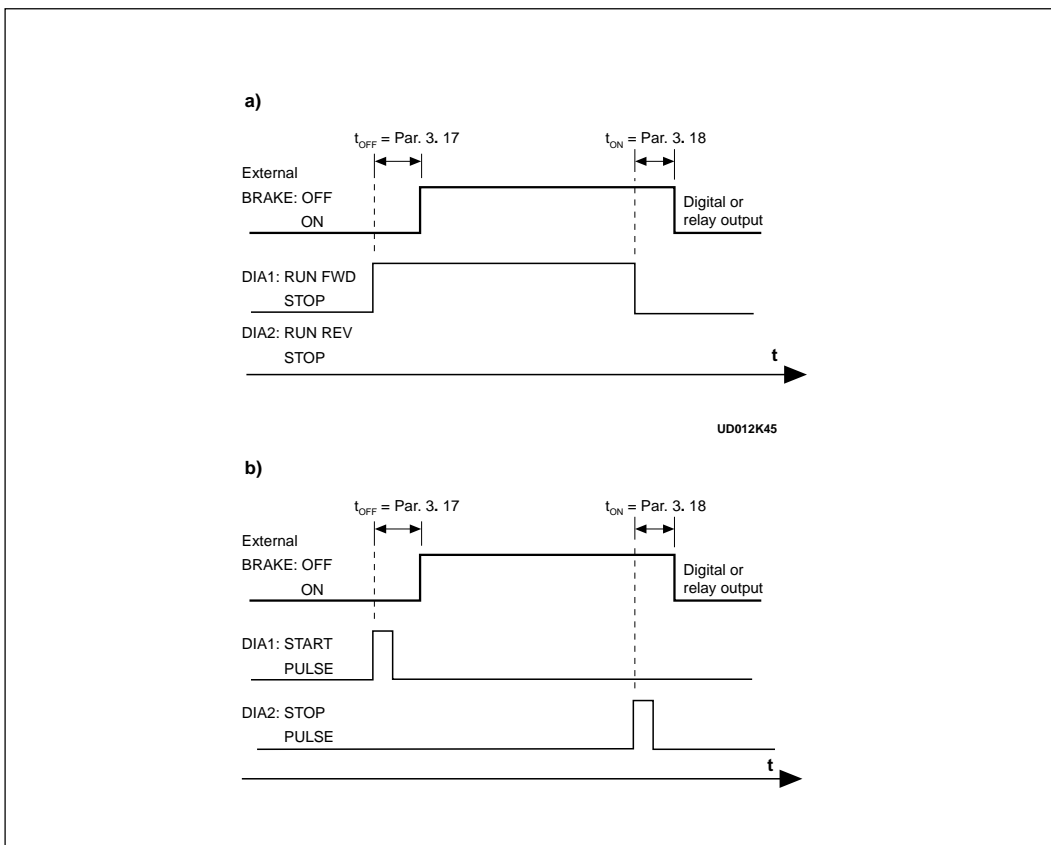 a)
t_OFF = Par. 3. 17
t_ON = Par. 3. 18
External
BRAKE: OFF
ON
Digital or
relay output
DIA1: RUN FWD
STOP
DIA2: RUN REV
STOP
t
UD012K45
b)
t_OFF = Par. 3. 17
t_ON = Par. 3. 18
External
BRAKE: OFF
ON
Digital or
relay output
DIA1: START
PULSE
DIA2: STOP
PULSE
t